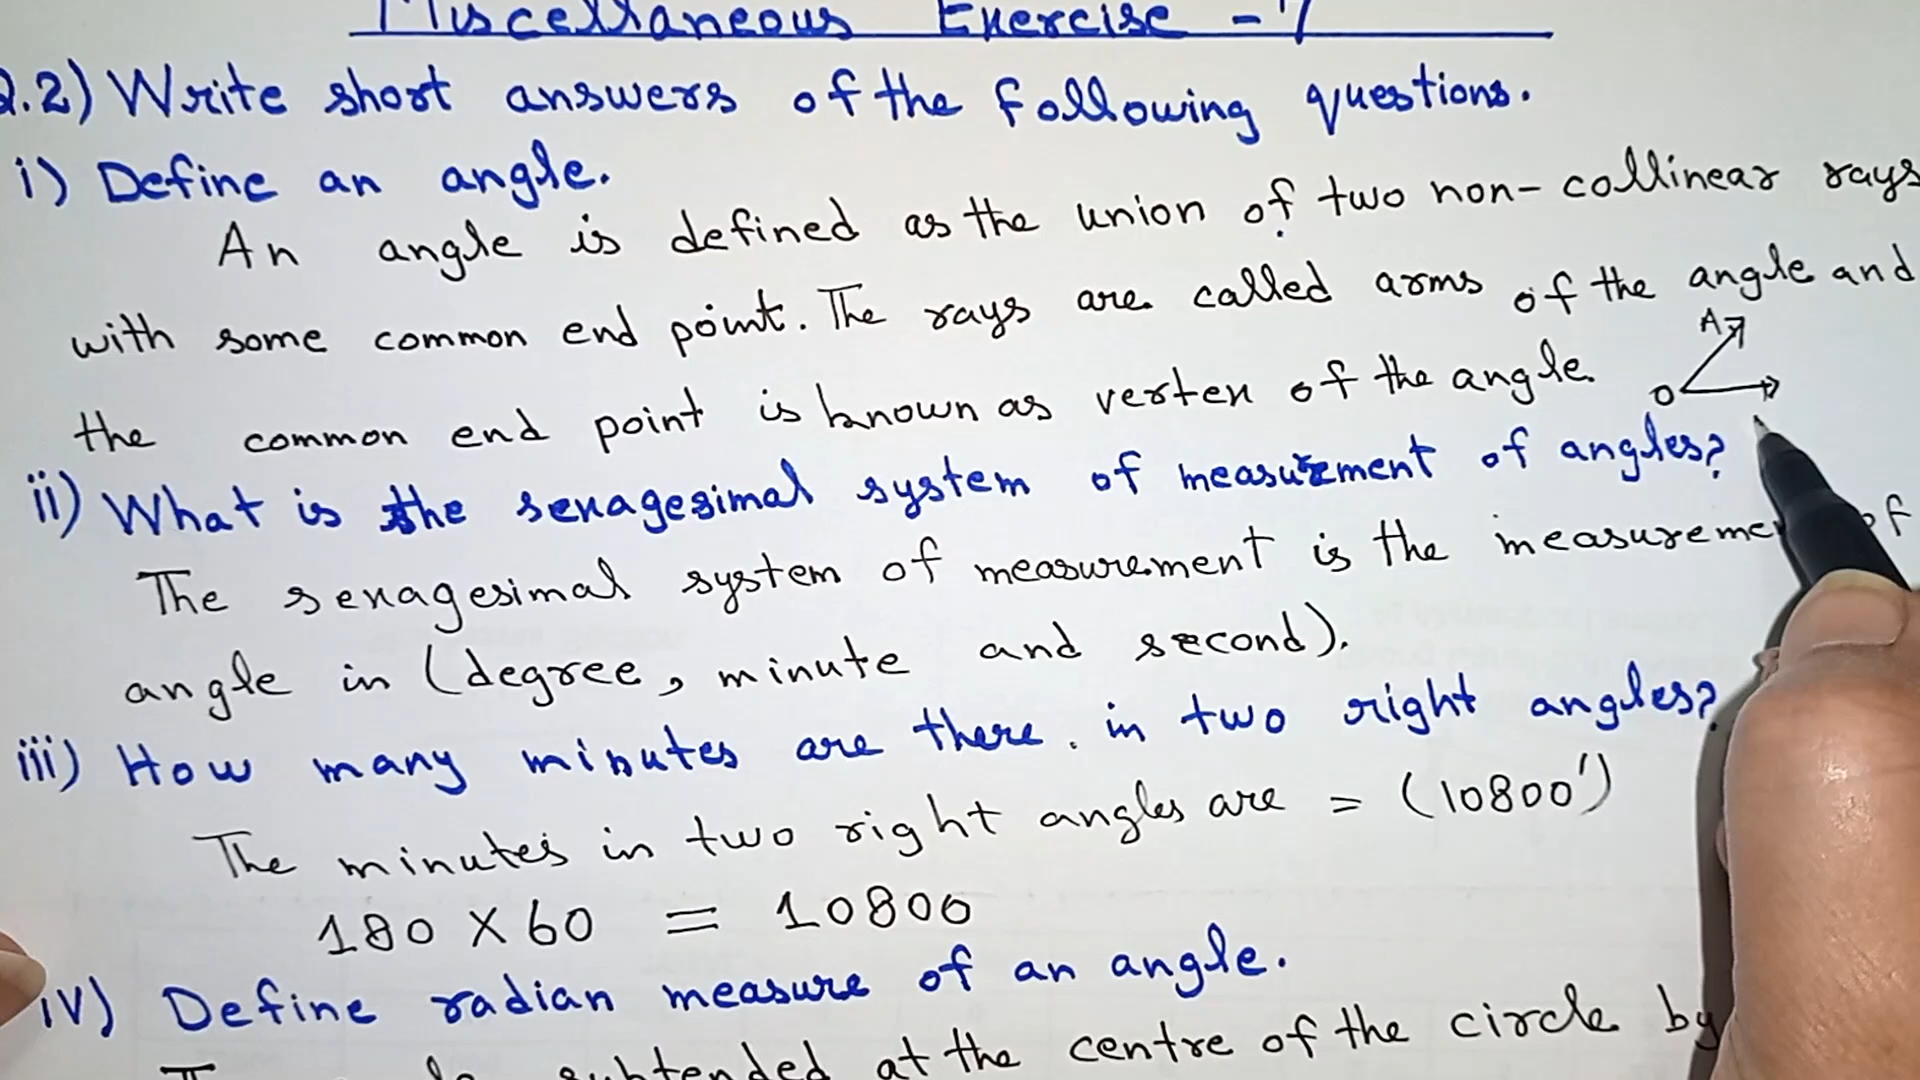 Miscellaneous Exercise - 7
Q.2) Write short answers of the following questions.
i) Define an angle.
An angle is defined as the union of two non-collinear rays
with some common end point. The rays are called arms of the angle and
the common end point is known as vertex of the angle.
A
O
ii) What is the sexagesimal system of measurement of angles?
The sexagesimal system of measurement is the measurement of
angle in (degree, minute and second).
iii) How many minutes are there in two right angles?
The minutes in two right angles are = (10800')
180 X 60 = 10800
iv) Define radian measure of an angle.
subtended at the centre of the circle by